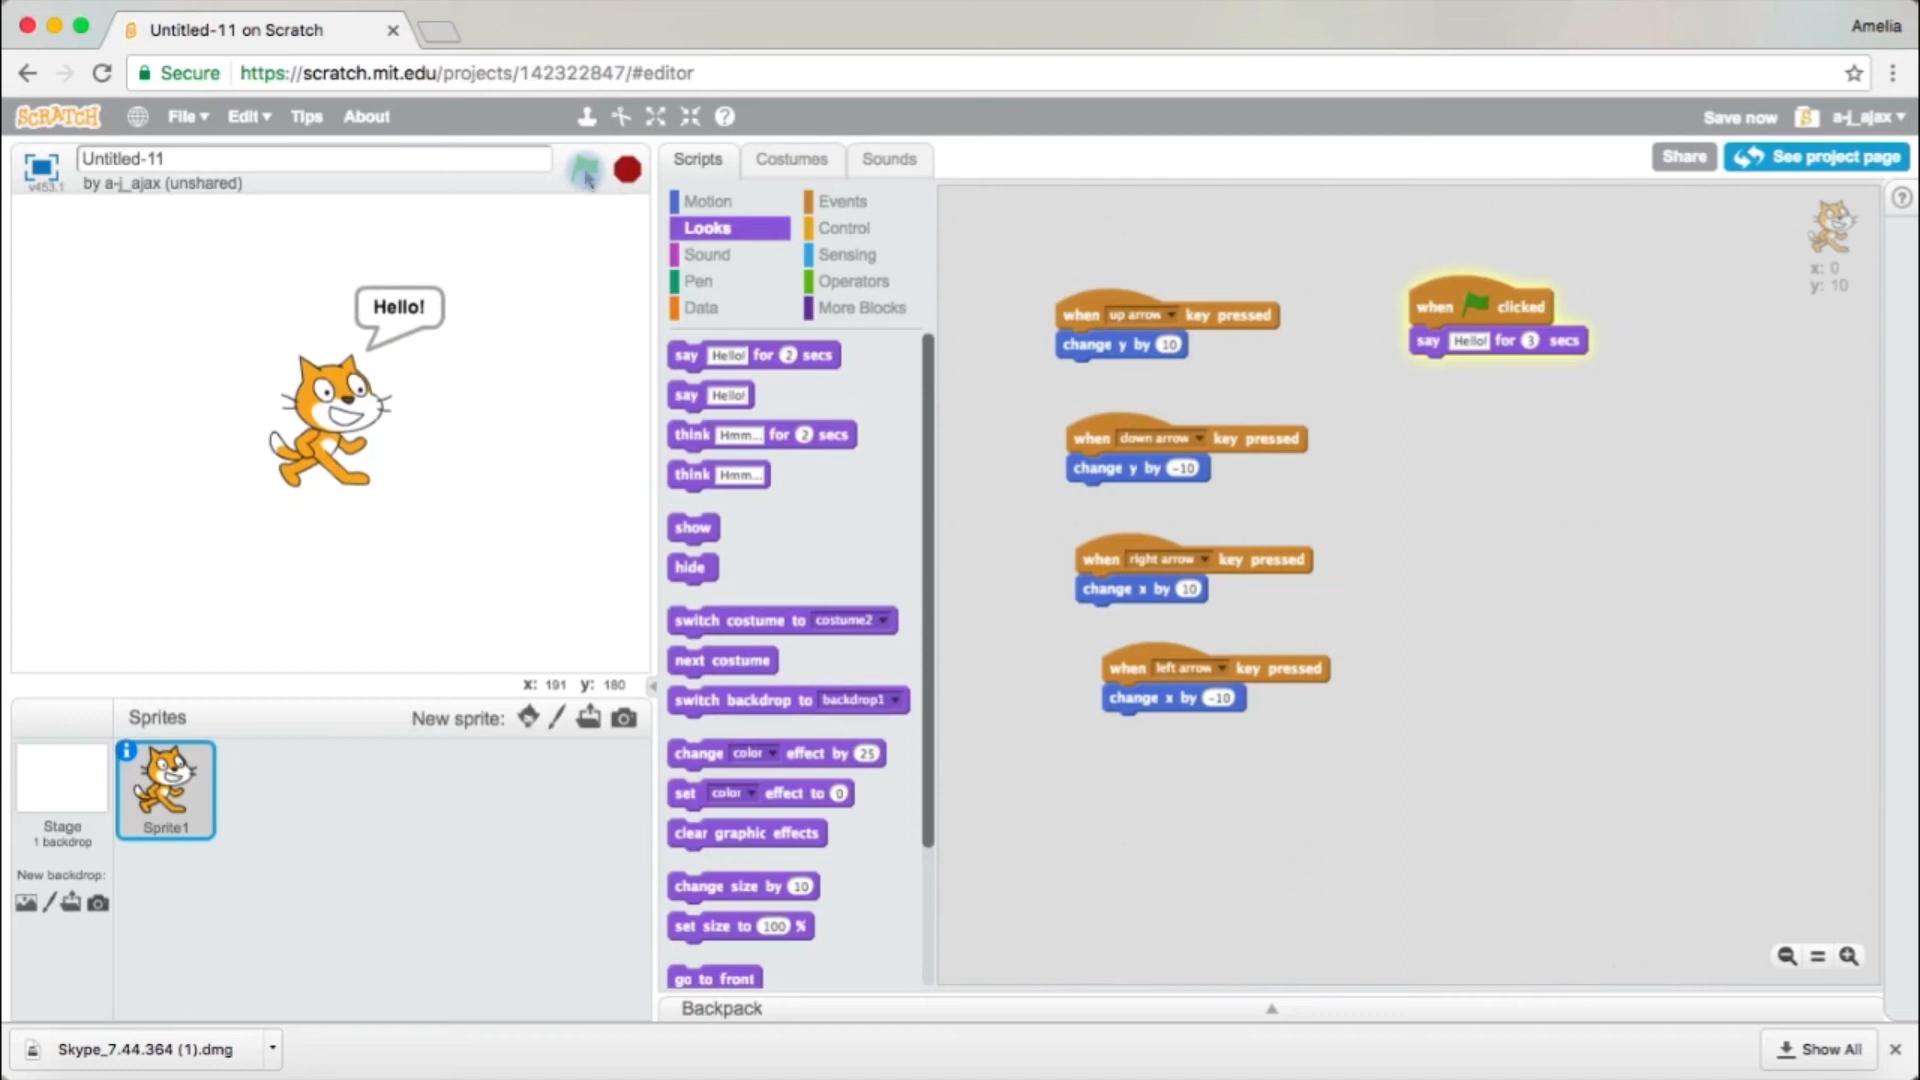 Untitled-11 on Scratch
Amelia
Secure https://scratch.mit.edu/projects/142322847/#editor
SCRATCH File Edit Tips About
Save now a-j_ajax
Untitled-11
v453.1 by a-j_ajax (unshared)
Scripts Costumes Sounds
Share See project page
Motion Events
Looks Control
Sound Sensing
Pen Operators
Data More Blocks
Hello!
say Hello! for 2 secs
say Hello!
think Hmm... for 2 secs
think Hmm...
show
hide
switch costume to costume2
next costume
switch backdrop to backdrop1
change color effect by 25
set color effect to 0
clear graphic effects
change size by 10
set size to 100 %
go to front
when up arrow key pressed
change y by 10
when down arrow key pressed
change y by -10
when right arrow key pressed
change x by 10
when left arrow key pressed
change x by -10
when clicked
say Hello! for 3 secs
x: 0
y: 10
x: 191 y: 180
Sprites New sprite:
Sprite1
Stage
1 backdrop
New backdrop:
Backpack
Skype_7.44.364 (1).dmg
Show All